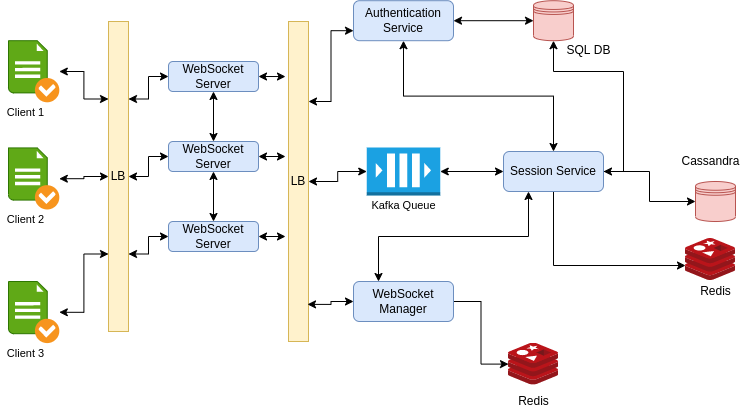 Authentication
Service
SQL DB
WebSocket
Server
Client 1
WebSocket
Server
Cassandra
LB
LB
Session Service
Kafka Queue
Client 2
WebSocket
Server
Redis
WebSocket
Manager
Client 3
Redis